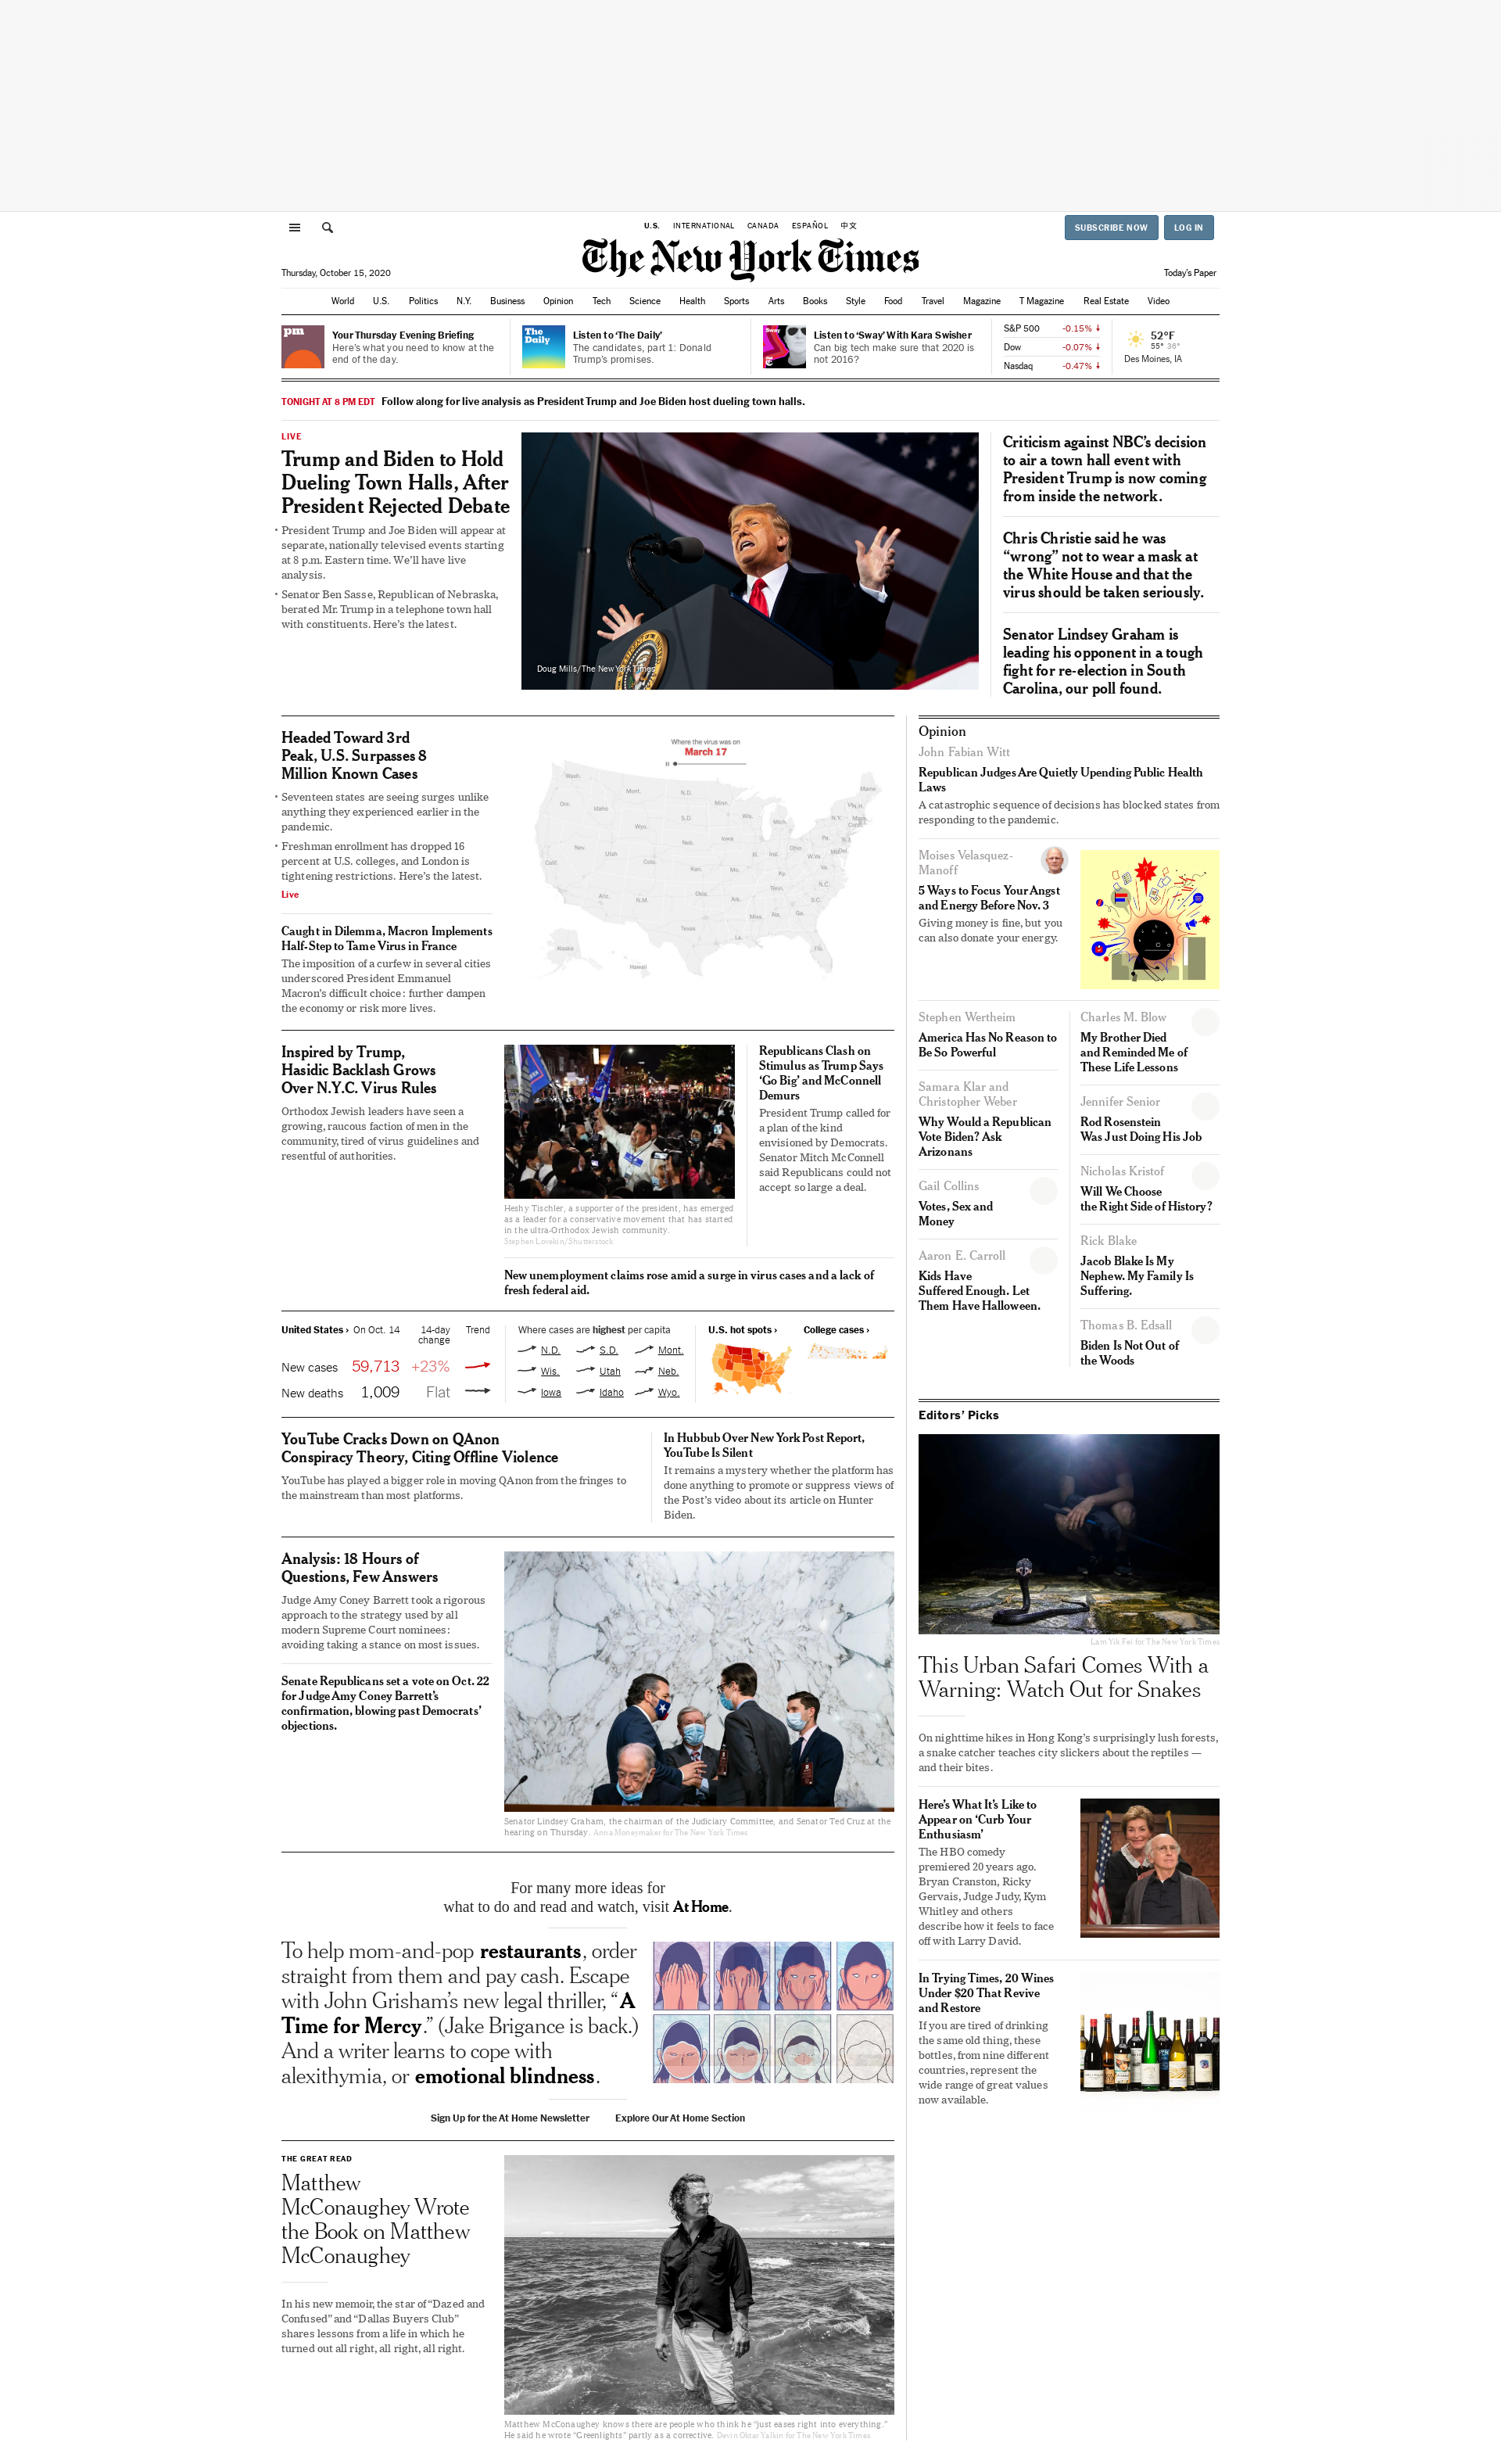 U.S. INTERNATIONAL CANADA ESPAÑOL 中文
SUBSCRIBE NOW LOG IN
The New York Times
Thursday, October 15, 2020
Today's Paper
World U.S. Politics N.Y. Business Opinion Tech Science Health Sports Arts Books Style Food Travel Magazine T Magazine Real Estate Video
pm
Your Thursday Evening Briefing
Here's what you need to know at the
end of the day.
The
Daily
Listen to 'The Daily'
The candidates, part 1: Donald
Trump's promises.
Sway
Listen to 'Sway' With Kara Swisher
Can big tech make sure that 2020 is
not 2016?
S&P 500 -0.15%
Dow -0.07%
Nasdaq -0.47%
52°F
55° 36°
Des Moines, IA
TONIGHT AT 8 PM EDT Follow along for live analysis as President Trump and Joe Biden host dueling town halls.
LIVE
Trump and Biden to Hold
Dueling Town Halls, After
President Rejected Debate
• President Trump and Joe Biden will appear at
separate, nationally televised events starting
at 8 p.m. Eastern time. We'll have live
analysis.
• Senator Ben Sasse, Republican of Nebraska,
berated Mr. Trump in a telephone town hall
with constituents. Here's the latest.
Doug Mills/The New York Times
Criticism against NBC's decision
to air a town hall event with
President Trump is now coming
from inside the network.
Chris Christie said he was
“wrong” not to wear a mask at
the White House and that the
virus should be taken seriously.
Senator Lindsey Graham is
leading his opponent in a tough
fight for re-election in South
Carolina, our poll found.
Headed Toward 3rd
Peak, U.S. Surpasses 8
Million Known Cases
• Seventeen states are seeing surges unlike
anything they experienced earlier in the
pandemic.
• Freshman enrollment has dropped 16
percent at U.S. colleges, and London is
tightening restrictions. Here's the latest.
Live
Caught in Dilemma, Macron Implements
Half-Step to Tame Virus in France
The imposition of a curfew in several cities
underscored President Emmanuel
Macron's difficult choice: further dampen
the economy or risk more lives.
Where the virus was on
March 17
Wash.
Mont.
N.D.
Minn.
Maine
Ore.
Idaho
S.D.
Wis.
Mich.
N.Y.
N.H.
Wyo.
Neb.
Iowa
Pa.
Nev.
Utah
Colo.
Ill.
Ind.
Ohio
W.Va.
Va.
Del.
Calif.
Kan.
Mo.
Ky.
Tenn.
N.C.
Ariz.
N.M.
Okla.
Ark.
S.C.
Miss.
Ala.
Ga.
Texas
La.
Fla.
Alaska
Hawaii
Inspired by Trump,
Hasidic Backlash Grows
Over N.Y.C. Virus Rules
Orthodox Jewish leaders have seen a
growing, raucous faction of men in the
community, tired of virus guidelines and
resentful of authorities.
Heshy Tischler, a supporter of the president, has emerged
as a leader for a conservative movement that has started
in the ultra-Orthodox Jewish community.
Stephen Lovekin/Shutterstock
Republicans Clash on
Stimulus as Trump Says
‘Go Big’ and McConnell
Demurs
President Trump called for
a plan of the kind
envisioned by Democrats.
Senator Mitch McConnell
said Republicans could not
accept so large a deal.
New unemployment claims rose amid a surge in virus cases and a lack of
fresh federal aid.
United States › On Oct. 14 14-day change Trend
New cases 59,713 +23%
New deaths 1,009 Flat
Where cases are highest per capita
N.D. S.D. Mont.
Wis. Utah Neb.
Iowa Idaho Wyo.
U.S. hot spots › College cases ›
YouTube Cracks Down on QAnon
Conspiracy Theory, Citing Offline Violence
YouTube has played a bigger role in moving QAnon from the fringes to
the mainstream than most platforms.
In Hubbub Over New York Post Report,
YouTube Is Silent
It remains a mystery whether the platform has
done anything to promote or suppress views of
the Post's video about its article on Hunter
Biden.
Analysis: 18 Hours of
Questions, Few Answers
Judge Amy Coney Barrett took a rigorous
approach to the strategy used by all
modern Supreme Court nominees:
avoiding taking a stance on most issues.
Senate Republicans set a vote on Oct. 22
for Judge Amy Coney Barrett's
confirmation, blowing past Democrats'
objections.
Senator Lindsey Graham, the chairman of the Judiciary Committee, and Senator Ted Cruz at the
hearing on Thursday. Anna Moneymaker for The New York Times
For many more ideas for
what to do and read and watch, visit At Home.
To help mom-and-pop restaurants, order
straight from them and pay cash. Escape
with John Grisham's new legal thriller, “A
Time for Mercy.” (Jake Brigance is back.)
And a writer learns to cope with
alexithymia, or emotional blindness.
Sign Up for the At Home Newsletter Explore Our At Home Section
THE GREAT READ
Matthew
McConaughey Wrote
the Book on Matthew
McConaughey
In his new memoir, the star of “Dazed and
Confused” and “Dallas Buyers Club”
shares lessons from a life in which he
turned out all right, all right, all right.
Matthew McConaughey knows there are people who think he “just eases right into everything.”
He said he wrote “Greenlights” partly as a corrective. Devin Oktar Yalkin for The New York Times
Opinion
John Fabian Witt
Republican Judges Are Quietly Upending Public Health
Laws
A catastrophic sequence of decisions has blocked states from
responding to the pandemic.
Moises Velasquez-
Manoff
5 Ways to Focus Your Angst
and Energy Before Nov. 3
Giving money is fine, but you
can also donate your energy.
Stephen Wertheim
America Has No Reason to
Be So Powerful
Samara Klar and
Christopher Weber
Why Would a Republican
Vote Biden? Ask
Arizonans
Gail Collins
Votes, Sex and
Money
Aaron E. Carroll
Kids Have
Suffered Enough. Let
Them Have Halloween.
Charles M. Blow
My Brother Died
and Reminded Me of
These Life Lessons
Jennifer Senior
Rod Rosenstein
Was Just Doing His Job
Nicholas Kristof
Will We Choose
the Right Side of History?
Rick Blake
Jacob Blake Is My
Nephew. My Family Is
Suffering.
Thomas B. Edsall
Biden Is Not Out of
the Woods
Editors' Picks
Lam Yik Fei for The New York Times
This Urban Safari Comes With a
Warning: Watch Out for Snakes
On nighttime hikes in Hong Kong's surprisingly lush forests,
a snake catcher teaches city slickers about the reptiles —
and their bites.
Here's What It's Like to
Appear on ‘Curb Your
Enthusiasm’
The HBO comedy
premiered 20 years ago.
Bryan Cranston, Ricky
Gervais, Judge Judy, Kym
Whitley and others
describe how it feels to face
off with Larry David.
In Trying Times, 20 Wines
Under $20 That Revive
and Restore
If you are tired of drinking
the same old thing, these
bottles, from nine different
countries, represent the
wide range of great values
now available.